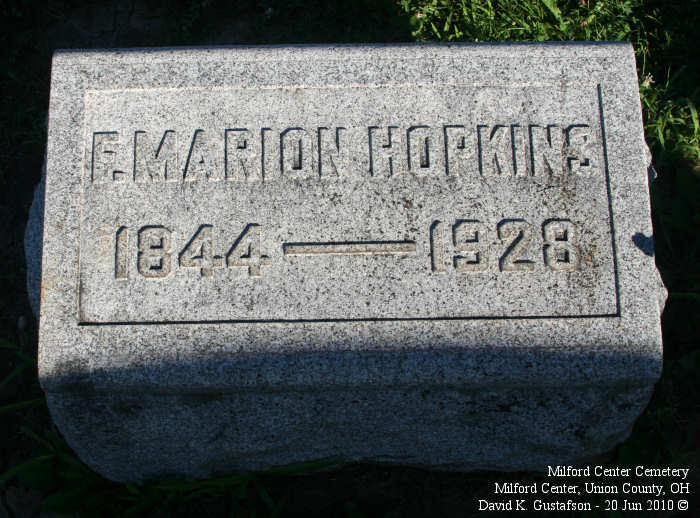 F. MARION HOPKINS
1844 — 1928
Milford Center Cemetery
Milford Center, Union County, OH
David K. Gustafson - 20 Jun 2010 ©